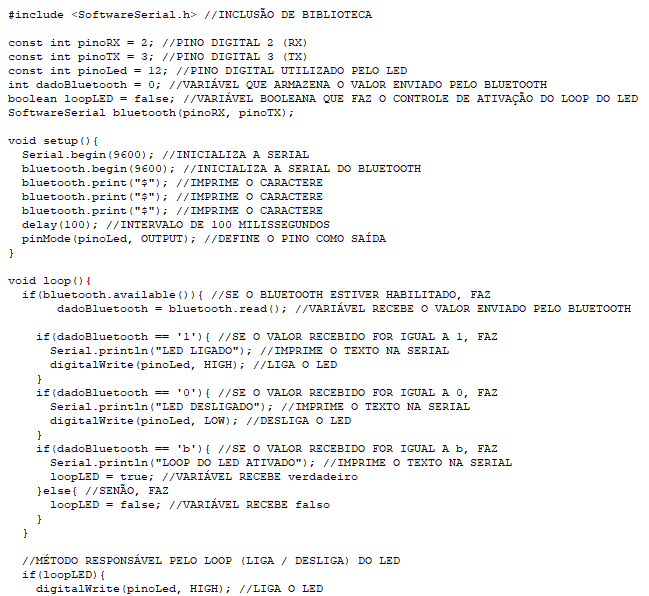 #include <SoftwareSerial.h> //INCLUSÃO DE BIBLIOTECA
const int pinoRX = 2; //PINO DIGITAL 2 (RX)
const int pinoTX = 3; //PINO DIGITAL 3 (TX)
const int pinoLed = 12; //PINO DIGITAL UTILIZADO PELO LED
int dadoBluetooth = 0; //VARIÁVEL QUE ARMAZENA O VALOR ENVIADO PELO BLUETOOTH
boolean loopLED = false; //VARIÁVEL BOOLEANA QUE FAZ O CONTROLE DE ATIVAÇÃO DO LOOP DO LED
SoftwareSerial bluetooth(pinoRX, pinoTX);
void setup(){
  Serial.begin(9600); //INICIALIZA A SERIAL
  bluetooth.begin(9600); //INICIALIZA A SERIAL DO BLUETOOTH
  bluetooth.print("$"); //IMPRIME O CARACTERE
  bluetooth.print("$"); //IMPRIME O CARACTERE
  bluetooth.print("$"); //IMPRIME O CARACTERE
  delay(100); //INTERVALO DE 100 MILISSEGUNDOS
  pinMode(pinoLed, OUTPUT); //DEFINE O PINO COMO SAÍDA
}
void loop(){
  if(bluetooth.available()){ //SE O BLUETOOTH ESTIVER HABILITADO, FAZ
       dadoBluetooth = bluetooth.read(); //VARIÁVEL RECEBE O VALOR ENVIADO PELO BLUETOOTH
    if(dadoBluetooth == '1'){ //SE O VALOR RECEBIDO FOR IGUAL A 1, FAZ
      Serial.println("LED LIGADO"); //IMPRIME O TEXTO NA SERIAL
      digitalWrite(pinoLed, HIGH); //LIGA O LED
    }
    if(dadoBluetooth == '0'){ //SE O VALOR RECEBIDO FOR IGUAL A 0, FAZ
      Serial.println("LED DESLIGADO"); //IMPRIME O TEXTO NA SERIAL
      digitalWrite(pinoLed, LOW); //DESLIGA O LED
    }
    if(dadoBluetooth == 'b'){ //SE O VALOR RECEBIDO FOR IGUAL A b, FAZ
      Serial.println("LOOP DO LED ATIVADO"); //IMPRIME O TEXTO NA SERIAL
      loopLED = true; //VARIÁVEL RECEBE verdadeiro
    }else{ //SENÃO, FAZ
      loopLED = false; //VARIÁVEL RECEBE falso
    }
  }
  //MÉTODO RESPONSÁVEL PELO LOOP (LIGA / DESLIGA) DO LED
  if(loopLED){
    digitalWrite(pinoLed, HIGH); //LIGA O LED